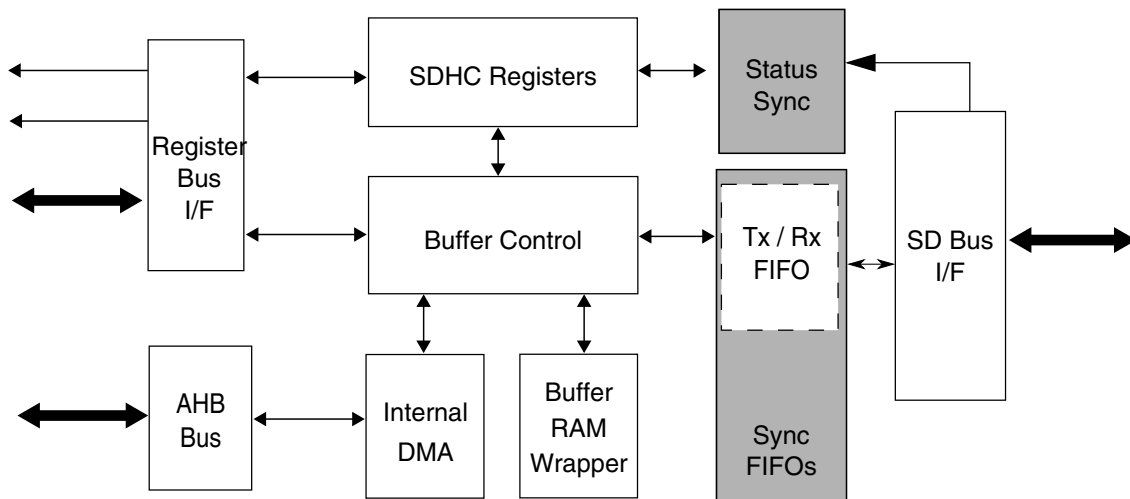 SDHC Registers
Status
Sync
Register
Bus
I/F
Buffer Control
Tx / Rx
FIFO
SD Bus
I/F
AHB
Bus
Internal
DMA
Buffer
RAM
Wrapper
Sync
FIFOs